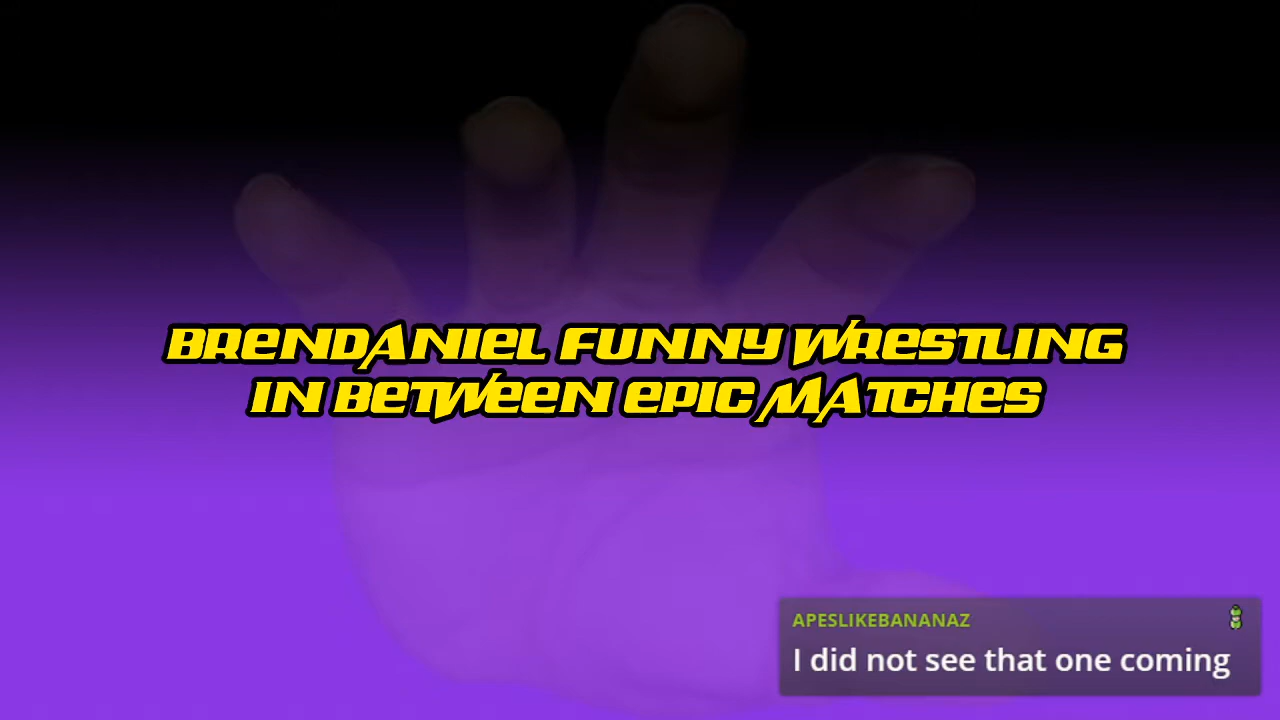 BRENDANIEL FUNNY WRESTLING
IN BETWEEN EPIC MATCHES
APESLIKEBANANAZ
I did not see that one coming